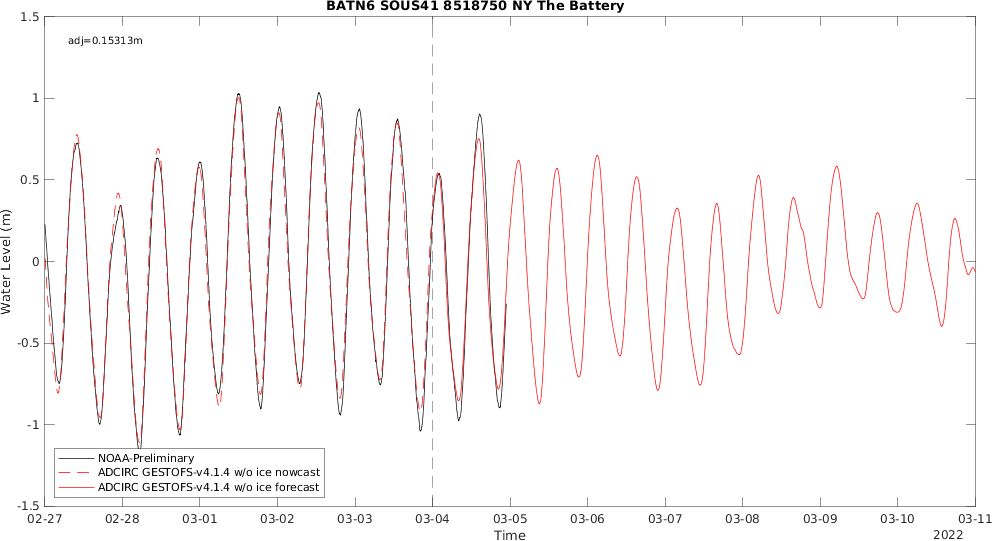 BATN6 SOUS41 8518750 NY The Battery
adj=0.15313m
1.5
1
0.5
0
-0.5
-1
-1.5
Water Level (m)
NOAA-Preliminary
ADCIRC GESTOFS-v4.1.4 w/o ice nowcast
ADCIRC GESTOFS-v4.1.4 w/o ice forecast
02-27 02-28 03-01 03-02 03-03 03-04 03-05 03-06 03-07 03-08 03-09 03-10 03-11
Time
2022